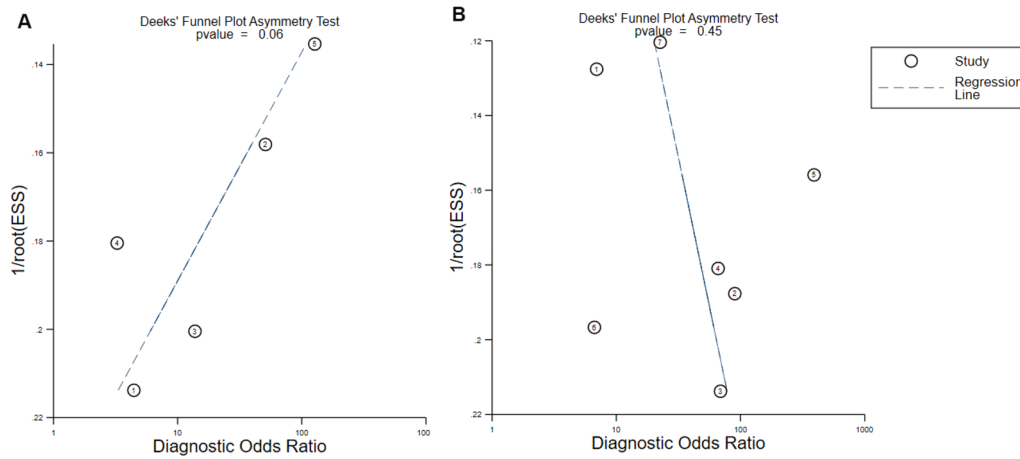 A
Deeks' Funnel Plot Asymmetry Test
pvalue = 0.06
1/root(ESS)
.14
.16
.18
.2
.22
5
2
4
3
1
1
10
100
100
Diagnostic Odds Ratio
B
Deeks' Funnel Plot Asymmetry Test
pvalue = 0.45
1/root(ESS)
.12
.14
.16
.18
.2
.22
7
1
5
4
2
6
3
1
10
100
1000
Diagnostic Odds Ratio
Study
Regression
Line